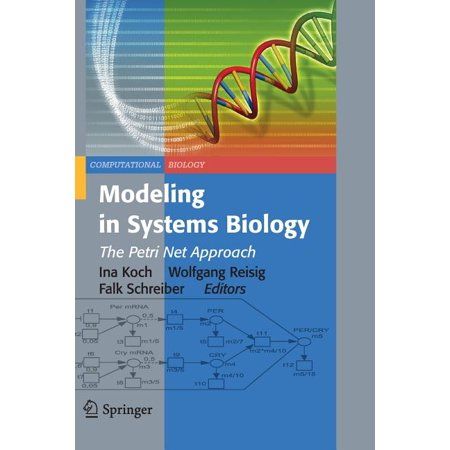 COMPUTATIONAL BIOLOGY
Modeling
in Systems Biology
The Petri Net Approach
Ina Koch Wolfgang Reisig
Falk Schreiber Editors
Per mRNA
t1
0,9
m1
0,5
t4
m1/5
PER
m2
m2/7
t3
m1/5
t5
t11
m2*m4/10
PER/CRY
m5
t6
Cry mRNA
t7
0,05
m3
0,5
t9
m3/5
CRY
m4
m4/10
t8
m3/5
t10
t12
m5/15
Springer